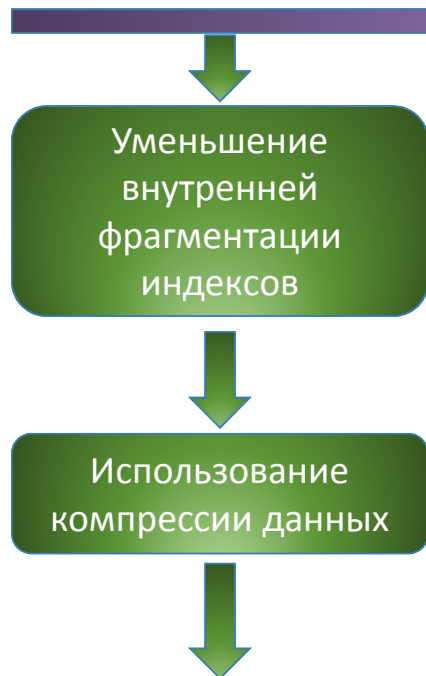 Уменьшение
внутренней
фрагментации
индексов
Использование
компрессии данных